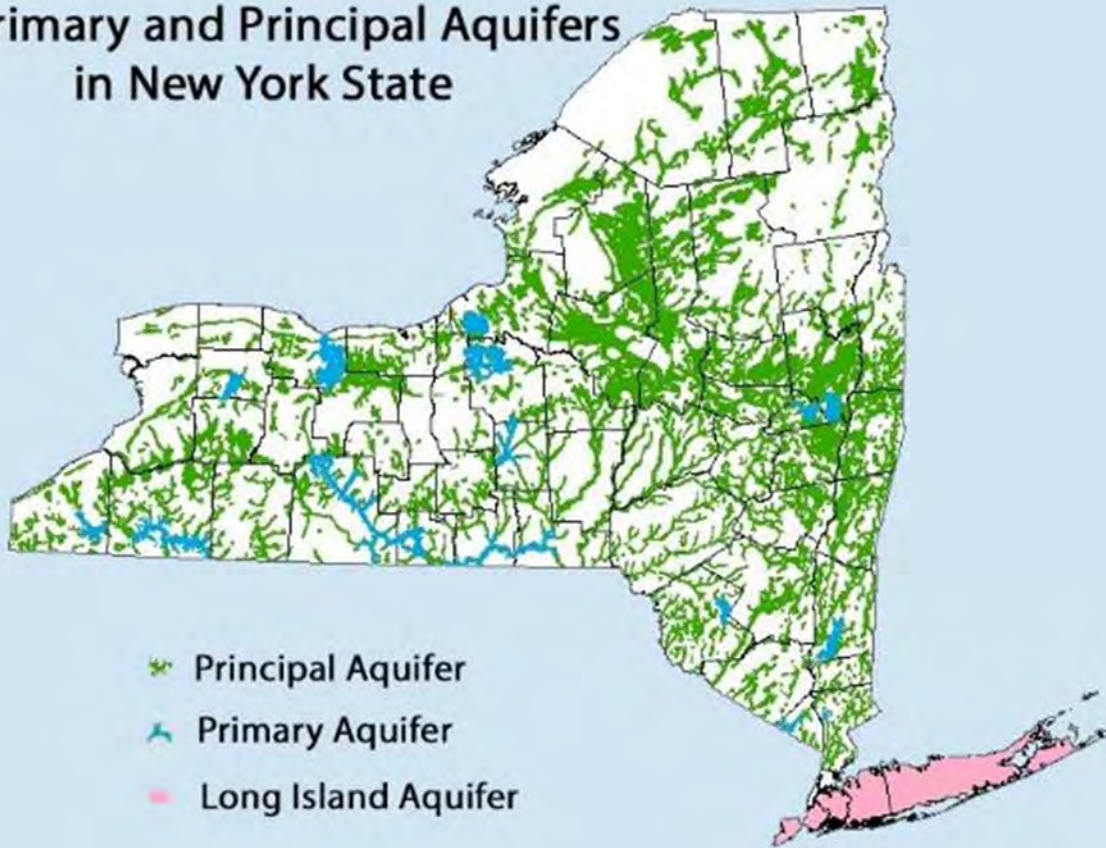 rimary and Principal Aquifers
in New York State
Principal Aquifer
Primary Aquifer
Long Island Aquifer